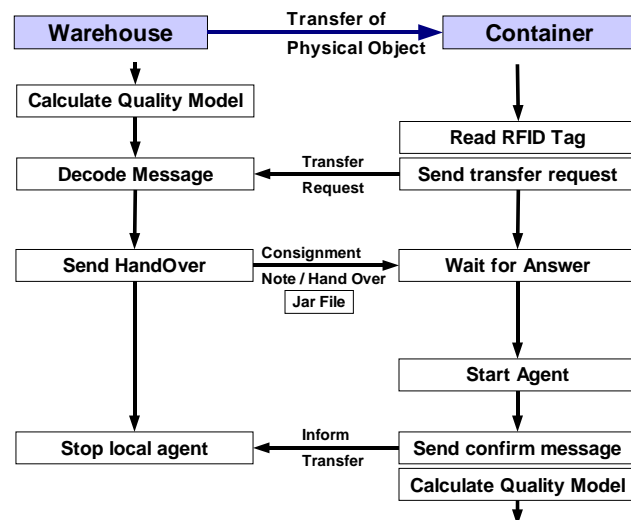 Warehouse
Transfer of
Physical Object
Container
Calculate Quality Model
Read RFID Tag
Decode Message
Transfer
Request
Send transfer request
Send HandOver
Consignment
Note / Hand Over
Jar File
Wait for Answer
Start Agent
Stop local agent
Inform
Transfer
Send confirm message
Calculate Quality Model